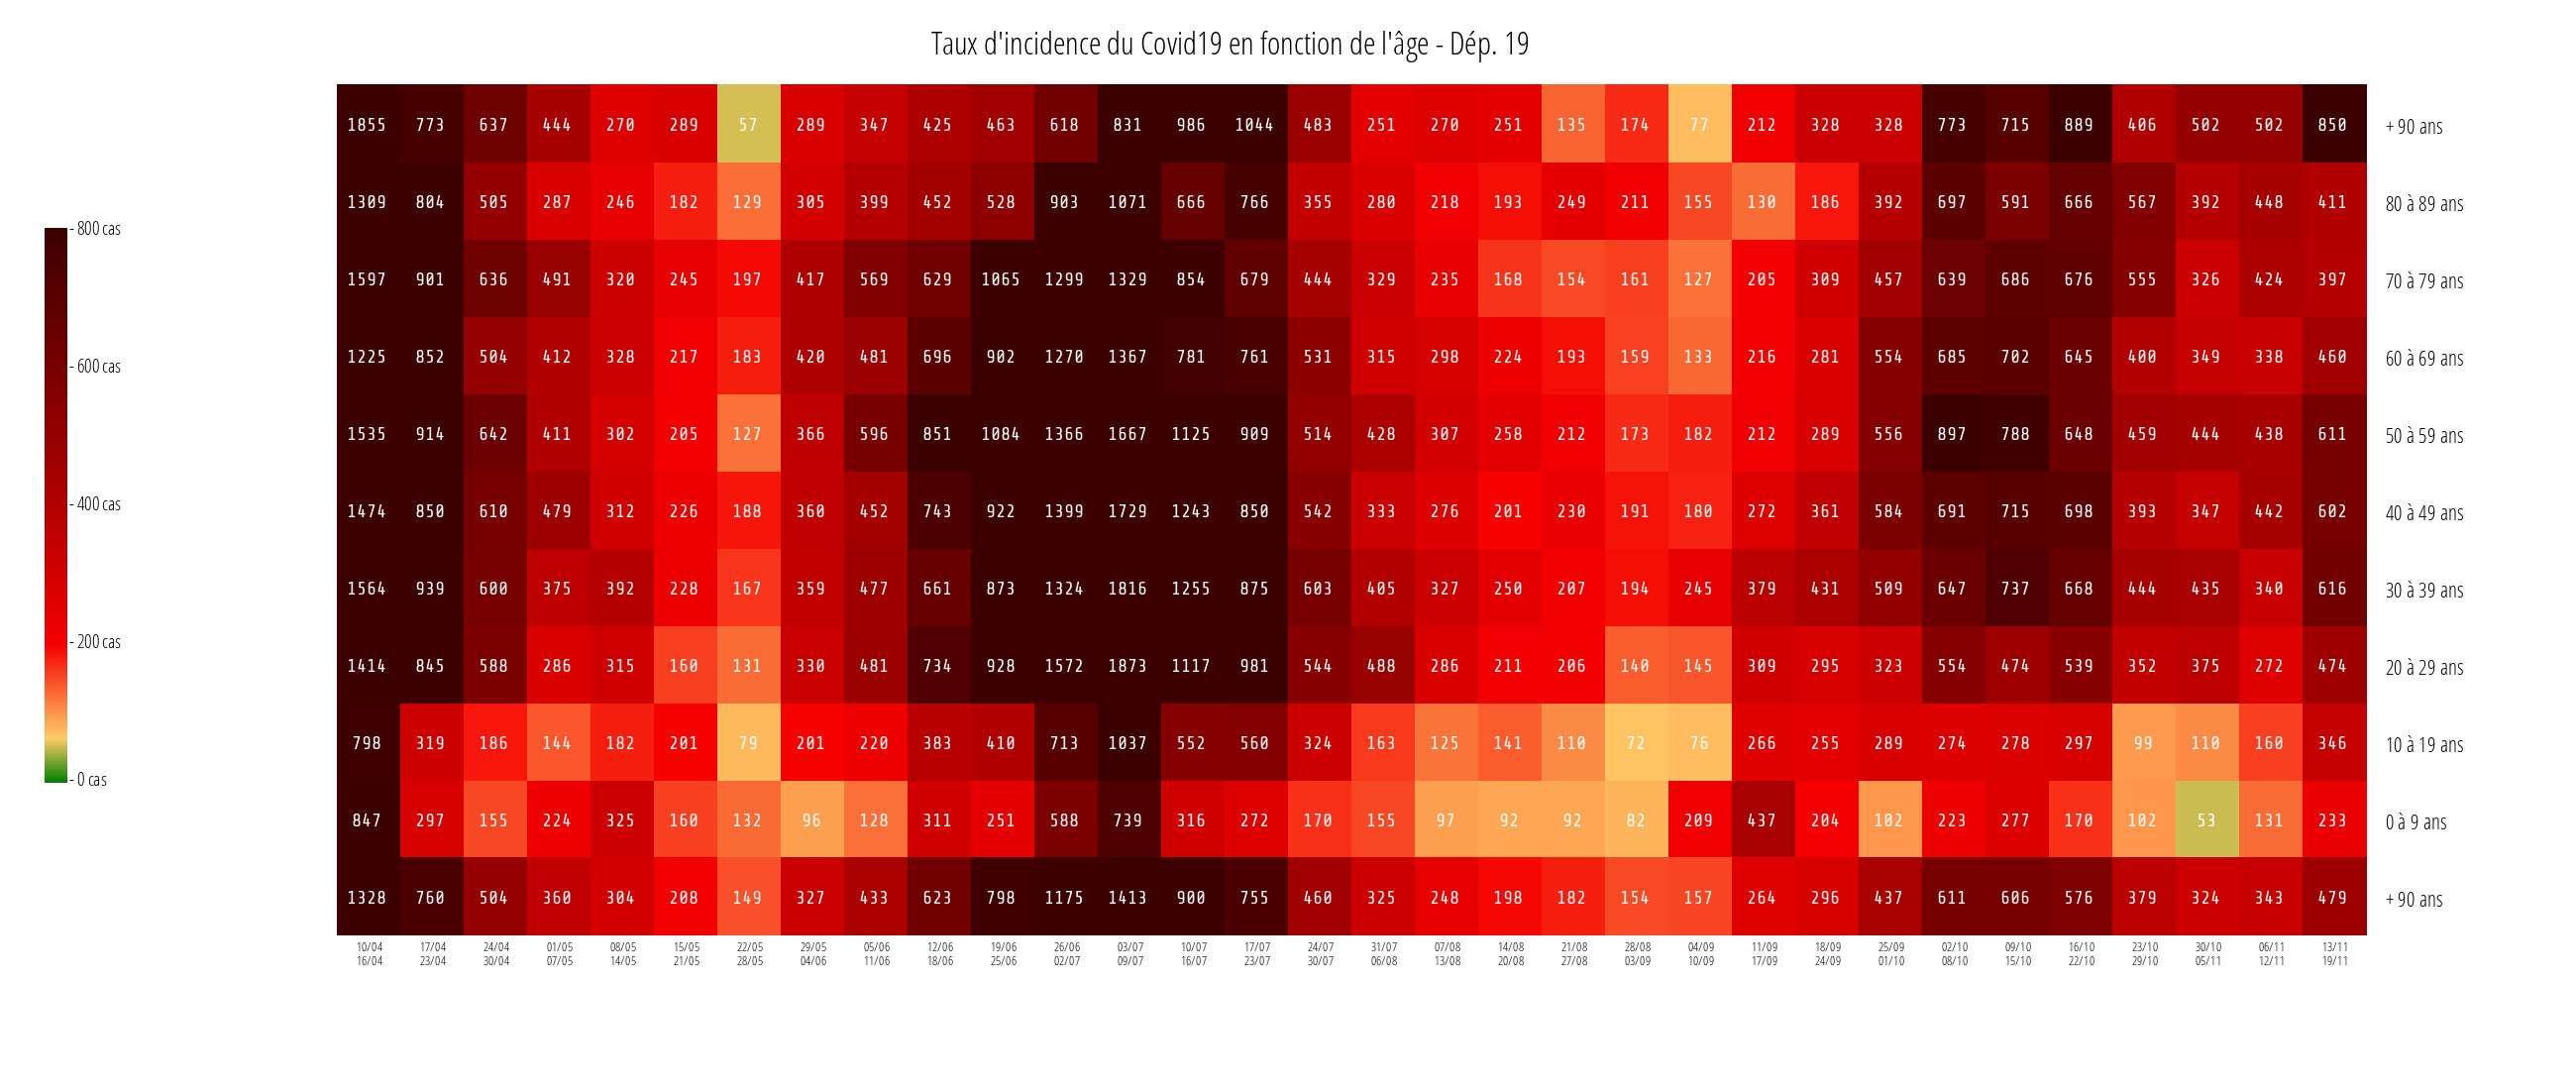 Taux d'incidence du Covid19 en fonction de l'âge - Dép. 19
- 800 cas
- 600 cas
- 400 cas
- 200 cas
- 0 cas
1855 773 637 444 270 289 57 289 347 425 463 618 831 986 1044 483 251 270 251 135 174 77 212 328 328 773 715 889 406 502 502 850 + 90 ans
1309 804 505 287 246 182 129 305 399 452 528 903 1071 666 766 355 280 218 193 249 211 155 130 186 392 697 591 666 567 392 448 411 80 à 89 ans
1597 901 636 491 320 245 197 417 569 629 1065 1299 1329 854 679 444 329 235 168 154 161 127 205 309 457 639 686 676 555 326 424 397 70 à 79 ans
1225 852 504 412 328 217 183 420 481 696 902 1270 1367 781 761 531 315 298 224 193 159 133 216 281 554 685 702 645 400 349 338 460 60 à 69 ans
1535 914 642 411 302 205 127 366 596 851 1084 1366 1667 1125 909 514 428 307 258 212 173 182 212 289 556 897 788 648 459 444 438 611 50 à 59 ans
1474 850 610 479 312 226 188 360 452 743 922 1399 1729 1243 850 542 333 276 201 230 191 180 272 361 584 691 715 698 393 347 442 602 40 à 49 ans
1564 939 600 375 392 228 167 359 477 661 873 1324 1816 1255 875 603 405 327 250 207 194 245 379 431 509 647 737 668 444 435 340 616 30 à 39 ans
1414 845 588 286 315 160 131 330 481 734 928 1572 1873 1117 981 544 488 286 211 206 140 145 309 295 323 554 474 539 352 375 272 474 20 à 29 ans
798 319 186 144 182 201 79 201 220 383 410 713 1037 552 560 324 163 125 141 110 72 76 266 255 289 274 278 297 99 110 160 346 10 à 19 ans
847 297 155 224 325 160 132 96 128 311 251 588 739 316 272 170 155 97 92 92 82 209 437 204 102 223 277 170 102 53 131 233 0 à 9 ans
1328 760 504 360 304 208 149 327 433 623 798 1175 1413 900 755 460 325 248 198 182 154 157 264 296 437 611 606 576 379 324 343 479 + 90 ans
10/04 17/04 24/04 01/05 08/05 15/05 22/05 29/05 05/06 12/06 19/06 26/06 03/07 10/07 17/07 24/07 31/07 07/08 14/08 21/08 28/08 04/09 11/09 18/09 25/09 02/10 09/10 16/10 23/10 30/10 06/11 13/11
16/04 23/04 30/04 07/05 14/05 21/05 28/05 04/06 11/06 18/06 25/06 02/07 09/07 16/07 23/07 30/07 06/08 13/08 20/08 27/08 03/09 10/09 17/09 24/09 01/10 08/10 15/10 22/10 29/10 05/11 12/11 19/11